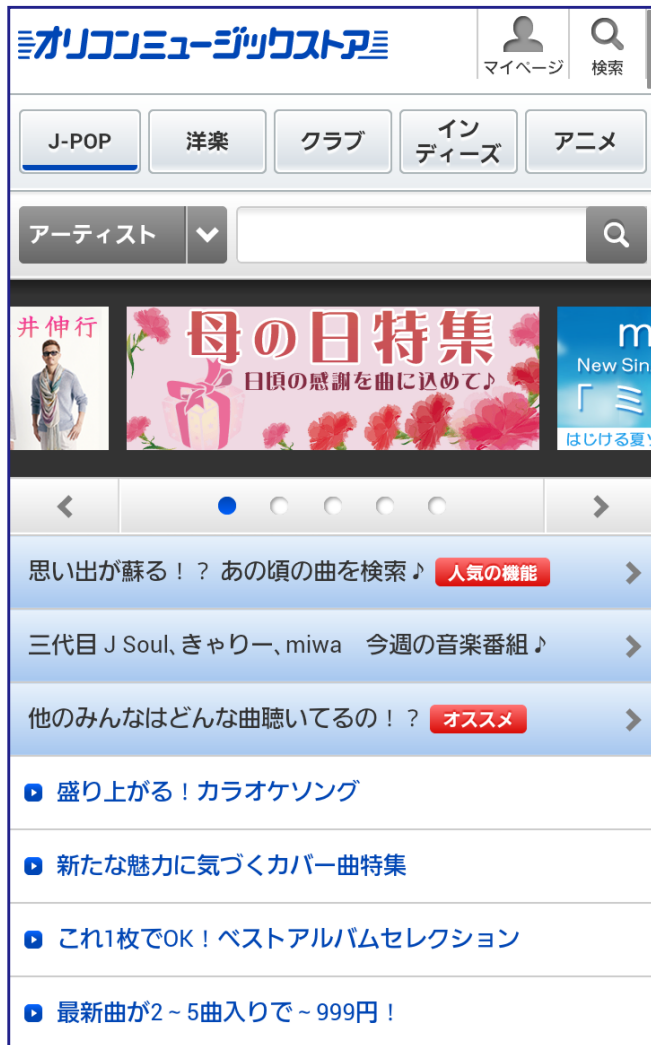 オリコンミュージックストア
マイページ
検索
J-POP
洋楽
クラブ
イン
ディーズ
アニメ
アーティスト
井伸行
母の日特集
日頃の感謝を曲に込めて♪
m
New Sin
「ミ
はじける夏
思い出が蘇る！？ あの頃の曲を検索♪ 人気の機能
三代目 J Soul、きゃりー、miwa　今週の音楽番組♪
他のみんなはどんな曲聴いてるの！？ オススメ
盛り上がる！カラオケソング
新たな魅力に気づくカバー曲特集
これ1枚でOK！ベストアルバムセレクション
最新曲が2～5曲入りで～999円！